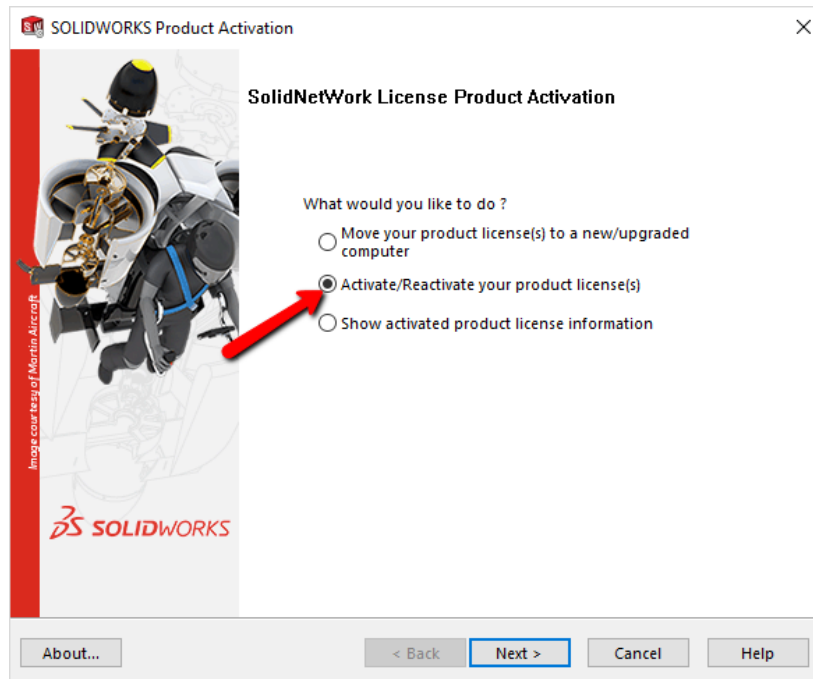 SOLIDWORKS Product Activation
SolidNetWork License Product Activation
What would you like to do ?
Move your product license(s) to a new/upgraded
computer
Activate/Reactivate your product license(s)
Show activated product license information
Image courtesy of Martin Aircraft
SOLIDWORKS
About...
< Back
Next >
Cancel
Help